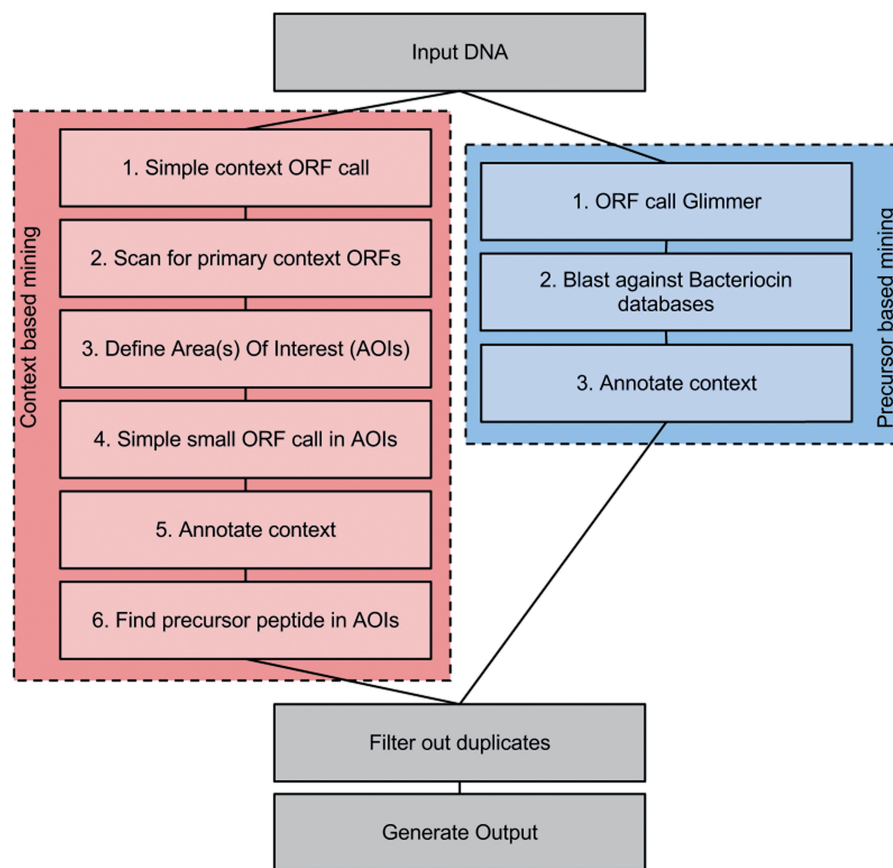 Input DNA
Context based mining
1. Simple context ORF call
2. Scan for primary context ORFs
3. Define Area(s) Of Interest (AOIs)
4. Simple small ORF call in AOIs
5. Annotate context
6. Find precursor peptide in AOIs
1. ORF call Glimmer
2. Blast against Bacteriocin
databases
3. Annotate context
Precursor based mining
Filter out duplicates
Generate Output